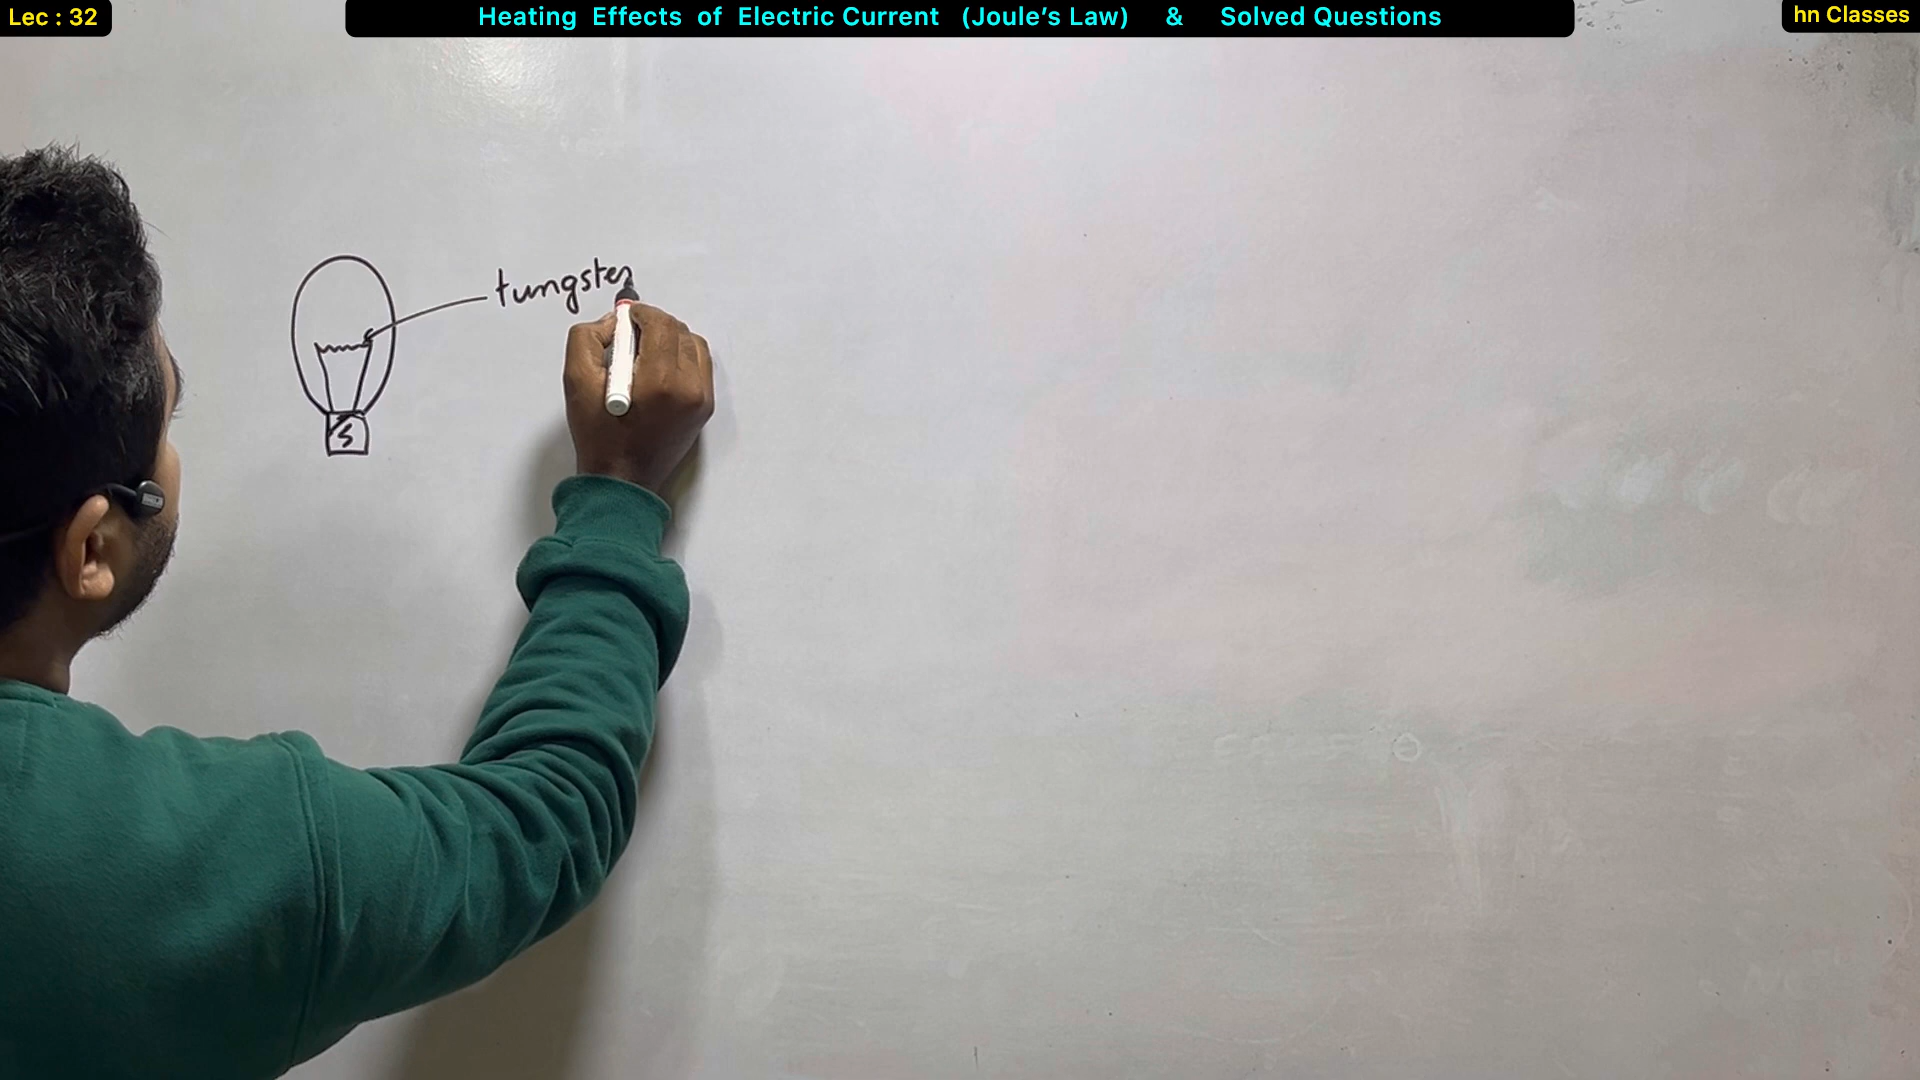 Lec : 32
Heating Effects of Electric Current (Joule’s Law) & Solved Questions
hn Classes
tungsten